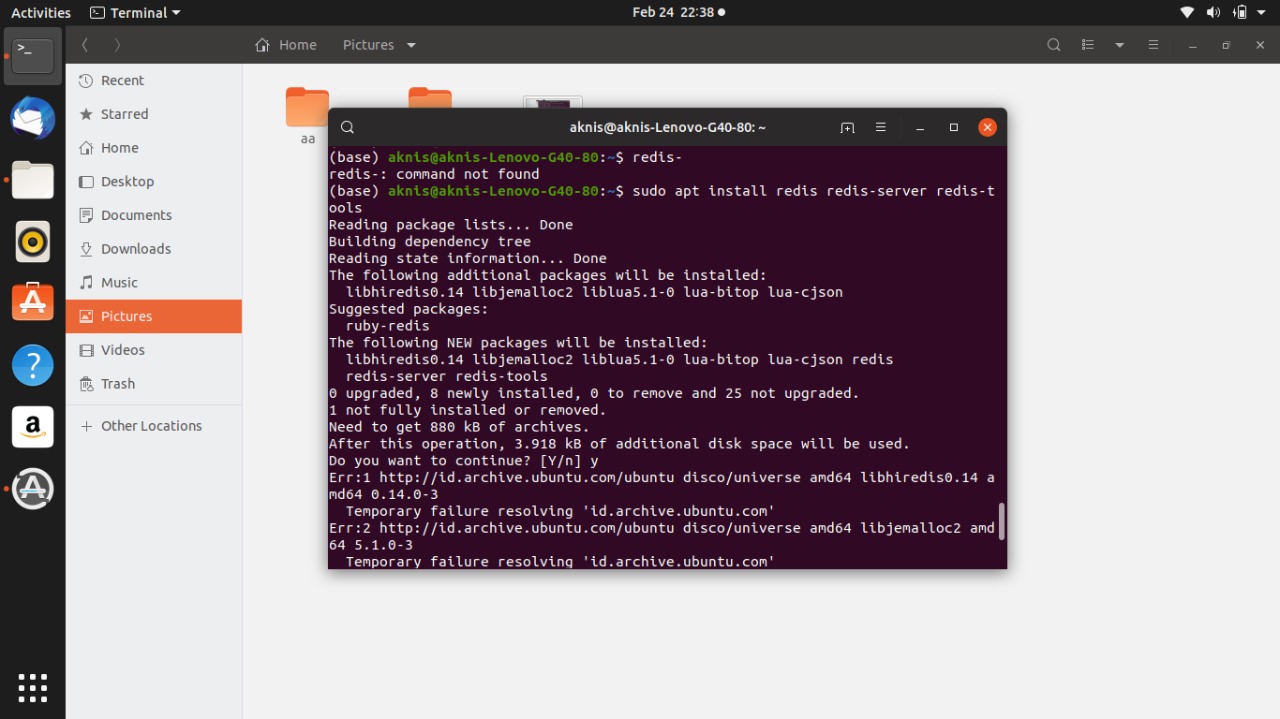 Activities
Terminal
Feb 24 22:38
Home
Pictures
Recent
Starred
Home
Desktop
Documents
Downloads
Music
Pictures
Videos
Trash
Other Locations
aa
aknis@aknis-Lenovo-G40-80: ~
(base) aknis@aknis-Lenovo-G40-80:~$ redis-
redis-: command not found
(base) aknis@aknis-Lenovo-G40-80:~$ sudo apt install redis redis-server redis-t
ools
Reading package lists... Done
Building dependency tree
Reading state information... Done
The following additional packages will be installed:
  libhiredis0.14 libjemalloc2 liblua5.1-0 lua-bitop lua-cjson
Suggested packages:
  ruby-redis
The following NEW packages will be installed:
  libhiredis0.14 libjemalloc2 liblua5.1-0 lua-bitop lua-cjson redis
  redis-server redis-tools
0 upgraded, 8 newly installed, 0 to remove and 25 not upgraded.
1 not fully installed or removed.
Need to get 880 kB of archives.
After this operation, 3.918 kB of additional disk space will be used.
Do you want to continue? [Y/n] y
Err:1 http://id.archive.ubuntu.com/ubuntu disco/universe amd64 libhiredis0.14 a
md64 0.14.0-3
  Temporary failure resolving 'id.archive.ubuntu.com'
Err:2 http://id.archive.ubuntu.com/ubuntu disco/universe amd64 libjemalloc2 amd
64 5.1.0-3
  Temporary failure resolving 'id.archive.ubuntu.com'